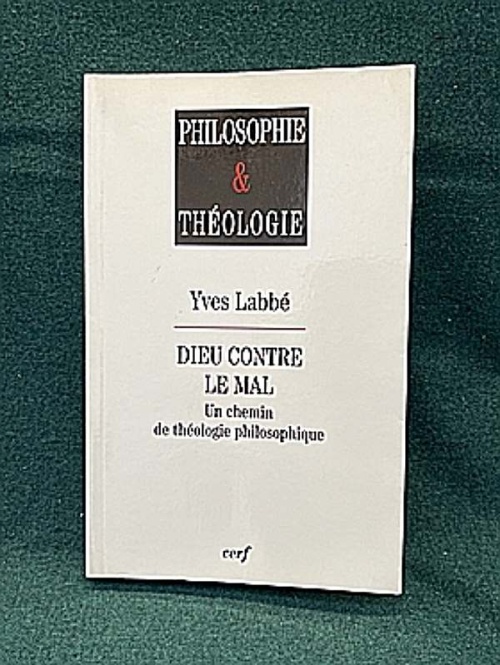 PHILOSOPHIE
&
THÉOLOGIE
Yves Labbé
DIEU CONTRE
LE MAL
Un chemin
de théologie philosophique
cerf